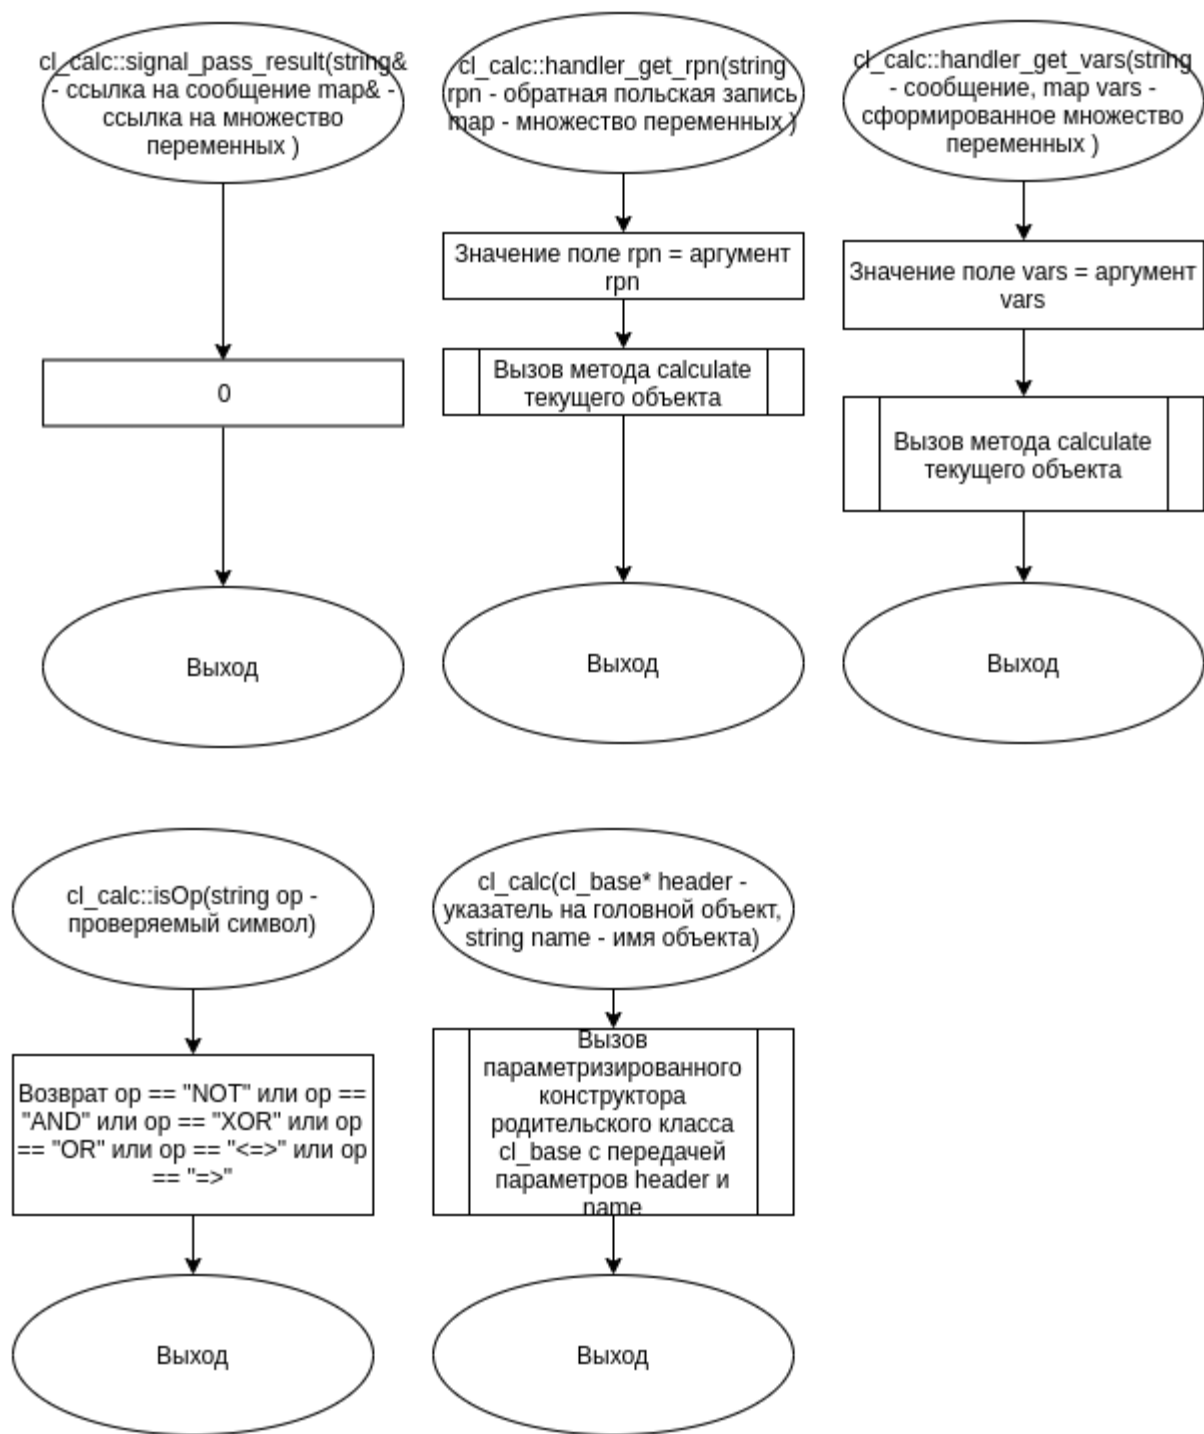 cl_calc::signal_pass_result(string&
- ссылка на сообщение map& -
ссылка на множество
переменных )
0
Выход
cl_calc::handler_get_rpn(string
rpn - обратная польская запись
map - множество переменных )
Значение поле rpn = аргумент
rpn
Вызов метода calculate
текущего объекта
Выход
cl_calc::handler_get_vars(string
- сообщение, map vars -
сформированное множество
переменных )
Значение поле vars = аргумент
vars
Вызов метода calculate
текущего объекта
Выход
cl_calc::isOp(string op -
проверяемый символ)
Возврат op == "NOT" или op ==
"AND" или op == "XOR" или op
== "OR" или op == "<=>" или op
== "=>"
Выход
cl_calc(cl_base* header -
указатель на головной объект,
string name - имя объекта)
Вызов
параметризированного
конструктора
родительского класса
cl_base с передачей
параметров header и
name
Выход